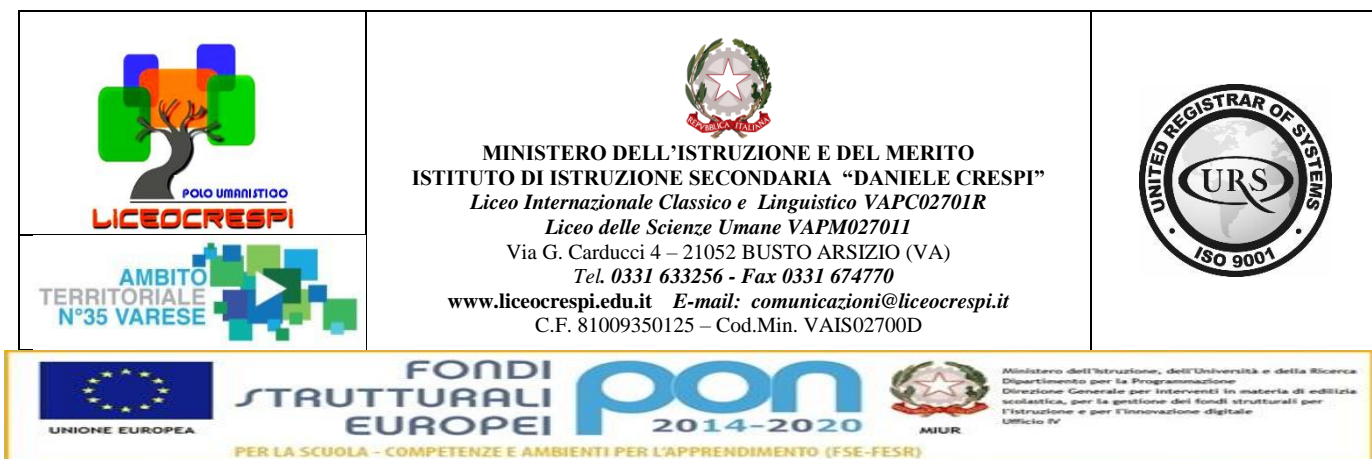 POLO UMANISTICO
LICEOCRESPI
AMBITO
TERRITORIALE
N°35 VARESE
REPVBBLICA ITALIANA
MINISTERO DELL’ISTRUZIONE E DEL MERITO
ISTITUTO DI ISTRUZIONE SECONDARIA “DANIELE CRESPI”
Liceo Internazionale Classico e Linguistico VAPC02701R
Liceo delle Scienze Umane VAPM027011
Via G. Carducci 4 – 21052 BUSTO ARSIZIO (VA)
Tel. 0331 633256 - Fax 0331 674770
www.liceocrespi.edu.it E-mail: comunicazioni@liceocrespi.it
C.F. 81009350125 – Cod.Min. VAIS02700D
UNITED REGISTRAR OF SYSTEMS
URS
ISO 9001
UNIONE EUROPEA
FONDI
STRUTTURALI
EUROPEI
pon
2014-2020
MIUR
Ministero dell'Istruzione, dell'Università e della Ricerca
Dipartimento per la Programmazione
Direzione Generale per interventi in materia di edilizia
scolastica, per la gestione dei fondi strutturali per
l'istruzione e per l'innovazione digitale
Ufficio IV
PER LA SCUOLA - COMPETENZE E AMBIENTI PER L'APPRENDIMENTO (FSE-FESR)